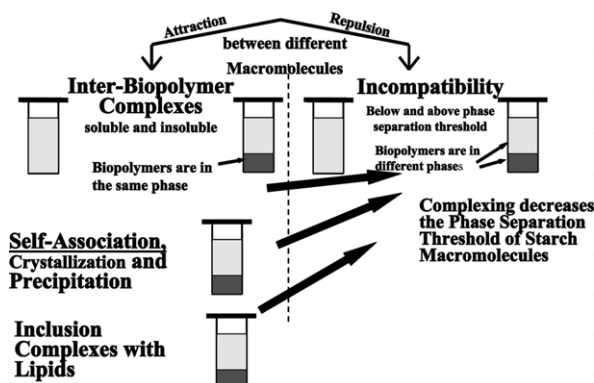 Attraction
Repulsion
between different
Macromolecules
Inter-Biopolymer
Complexes
soluble and insoluble
Biopolymers are in
the same phase
Incompatibility
Below and above phase
separation threshold
Biopolymers are in
different phases
Self-Association,
Crystallization and
Precipitation
Complexing decreases
the Phase Separation
Threshold of Starch
Macromolecules
Inclusion
Complexes with
Lipids